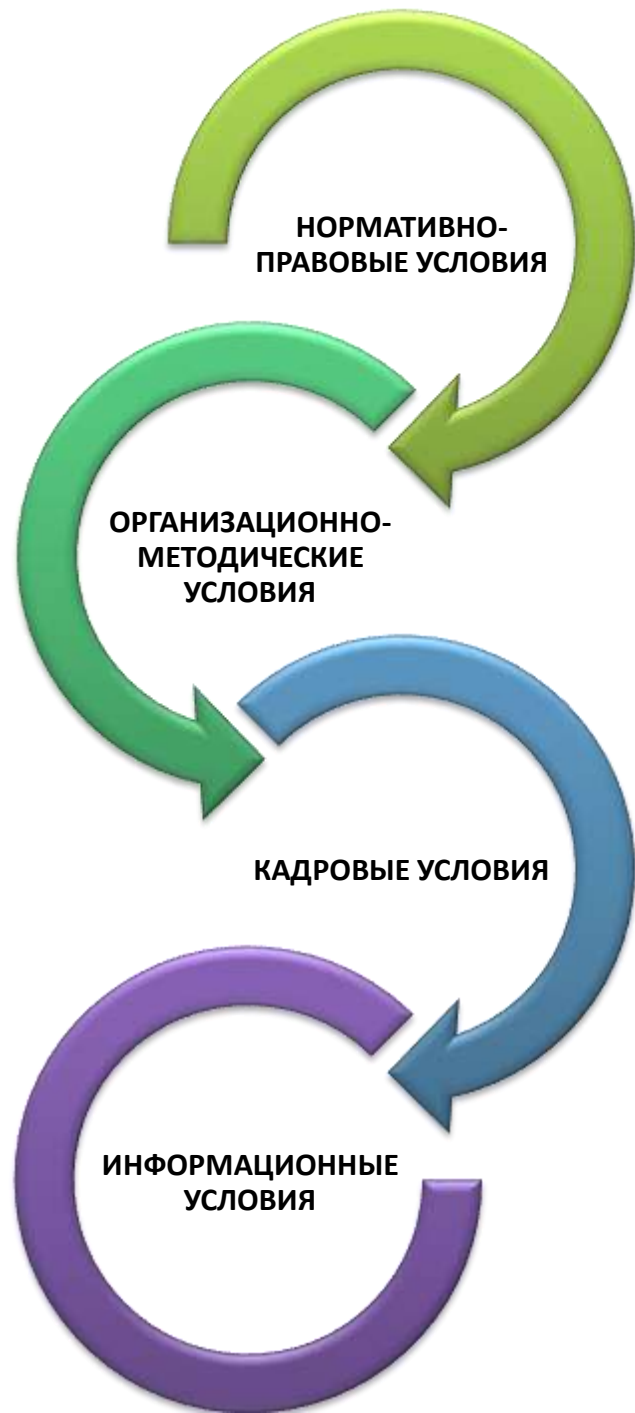 НОРМАТИВНО-
ПРАВОВЫЕ УСЛОВИЯ
ОРГАНИЗАЦИОННО-
МЕТОДИЧЕСКИЕ
УСЛОВИЯ
КАДРОВЫЕ УСЛОВИЯ
ИНФОРМАЦИОННЫЕ
УСЛОВИЯ